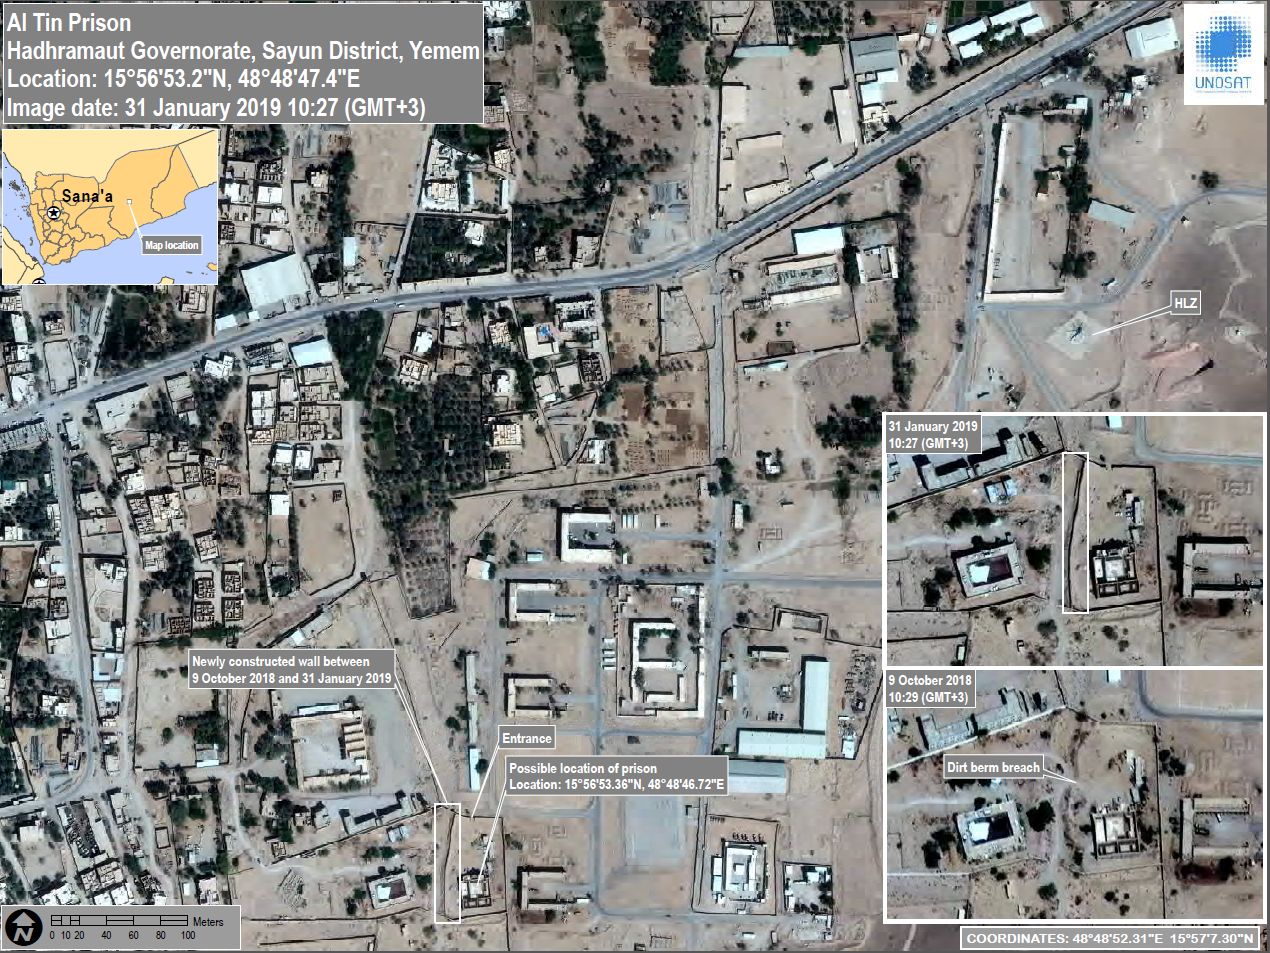 Al Tin Prison
Hadhramaut Governorate, Sayun District, Yemem
Location: 15°56'53.2"N, 48°48'47.4"E
Image date: 31 January 2019 10:27 (GMT+3)
UNOSAT
Sana'a
Map location
HLZ
31 January 2019
10:27 (GMT+3)
Newly constructed wall between
9 October 2018 and 31 January 2019
9 October 2018
10:29 (GMT+3)
Entrance
Dirt berm breach
Possible location of prison
Location: 15°56'53.36"N, 48°48'46.72"E
N
Meters
0 10 20 40 60 80 100
COORDINATES: 48°48'52.31"E 15°57'7.30"N